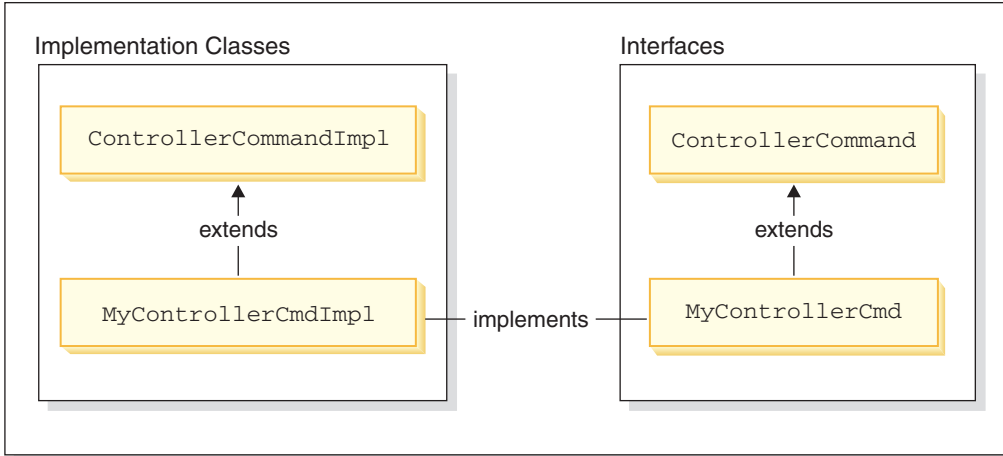 Implementation Classes
Interfaces
ControllerCommandImpl
ControllerCommand
extends
extends
MyControllerCmdImpl
implements
MyControllerCmd